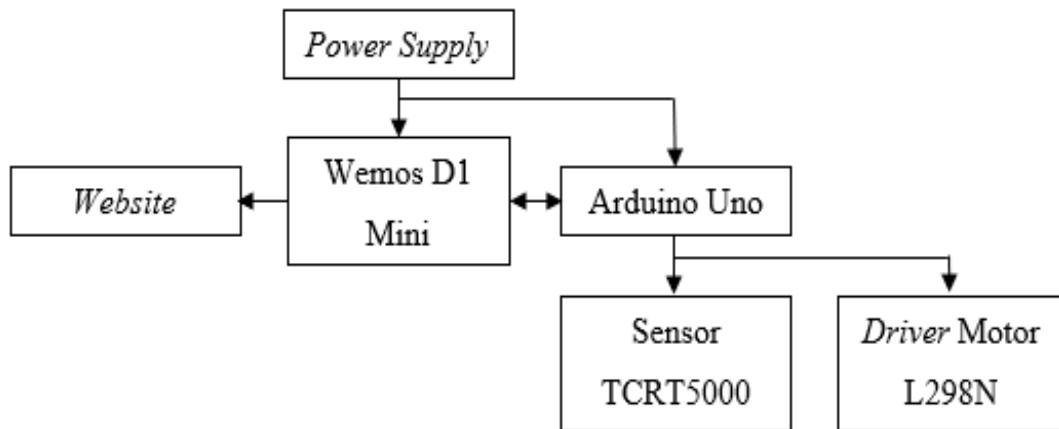 Power Supply
Wemos D1
Mini
Website
Arduino Uno
Sensor
TCRT5000
Driver Motor
L298N